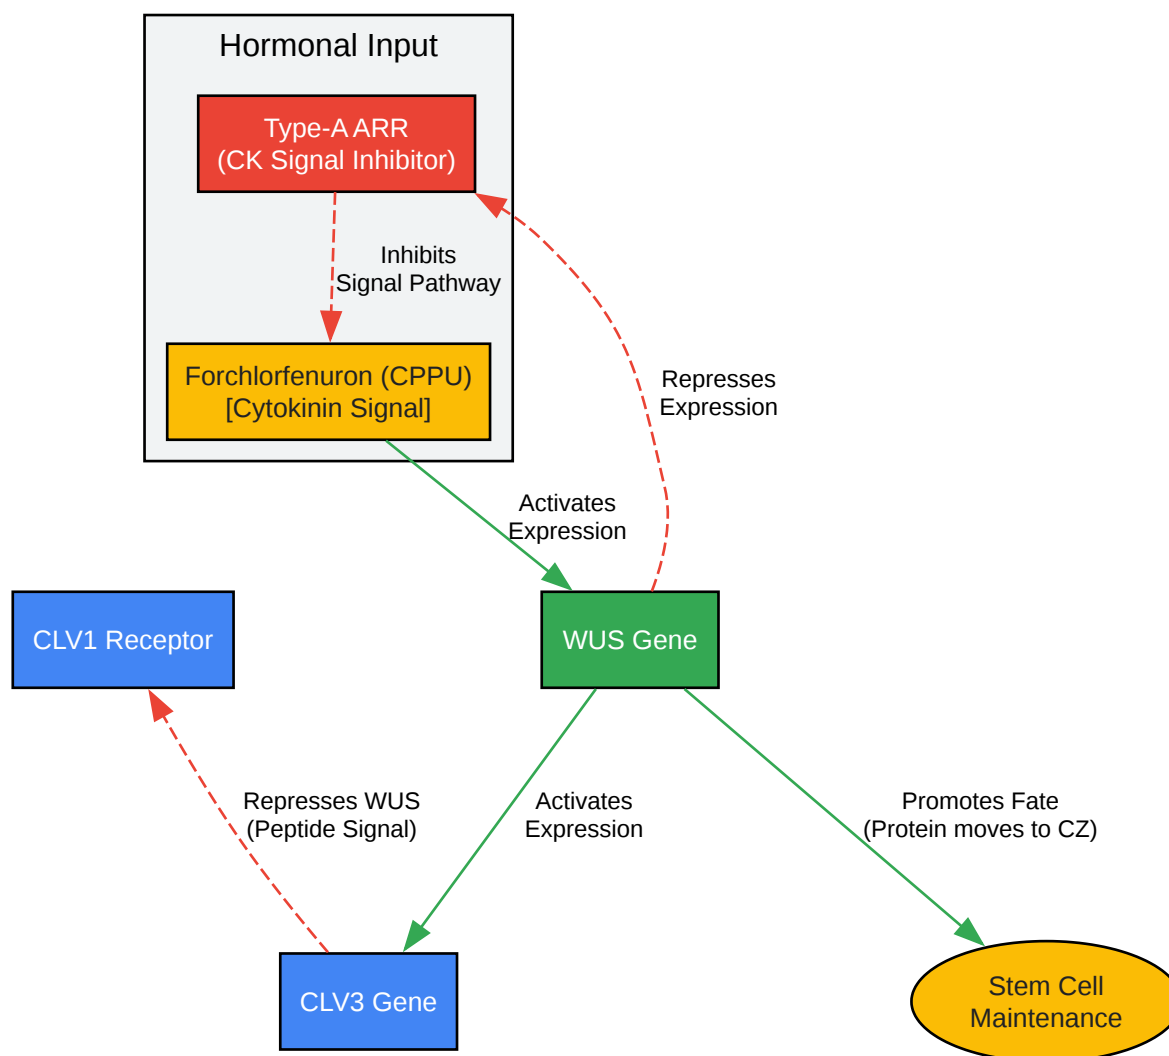 Hormonal Input
Type-A ARR
(CK Signal Inhibitor)
Inhibits
Signal Pathway
Forchlorfenuron (CPPU)
[Cytokinin Signal]
Represses
Expression
Activates
Expression
CLV1 Receptor
WUS Gene
Represses WUS
(Peptide Signal)
Activates
Expression
Promotes Fate
(Protein moves to CZ)
CLV3 Gene
Stem Cell
Maintenance